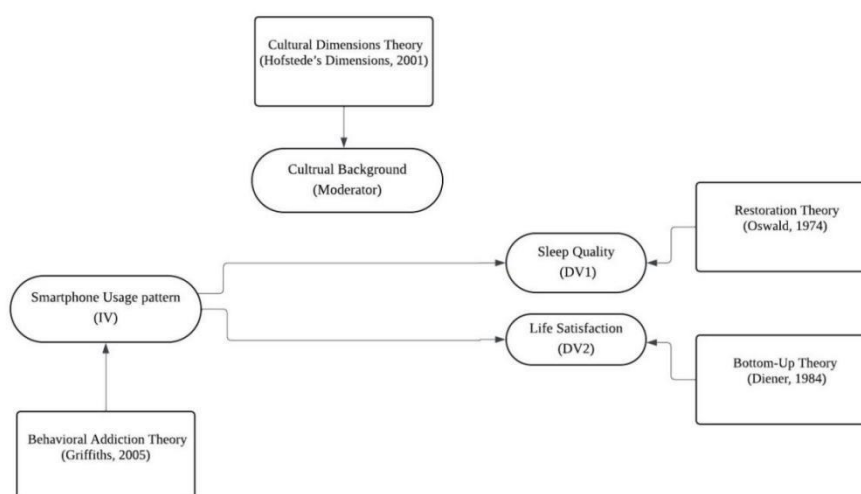 Cultural Dimensions Theory
(Hofstede's Dimensions, 2001)
Cultrual Background
(Moderator)
Restoration Theory
(Oswald, 1974)
Sleep Quality
(DV1)
Smartphone Usage pattern
(IV)
Life Satisfaction
(DV2)
Bottom-Up Theory
(Diener, 1984)
Behavioral Addiction Theory
(Griffiths, 2005)